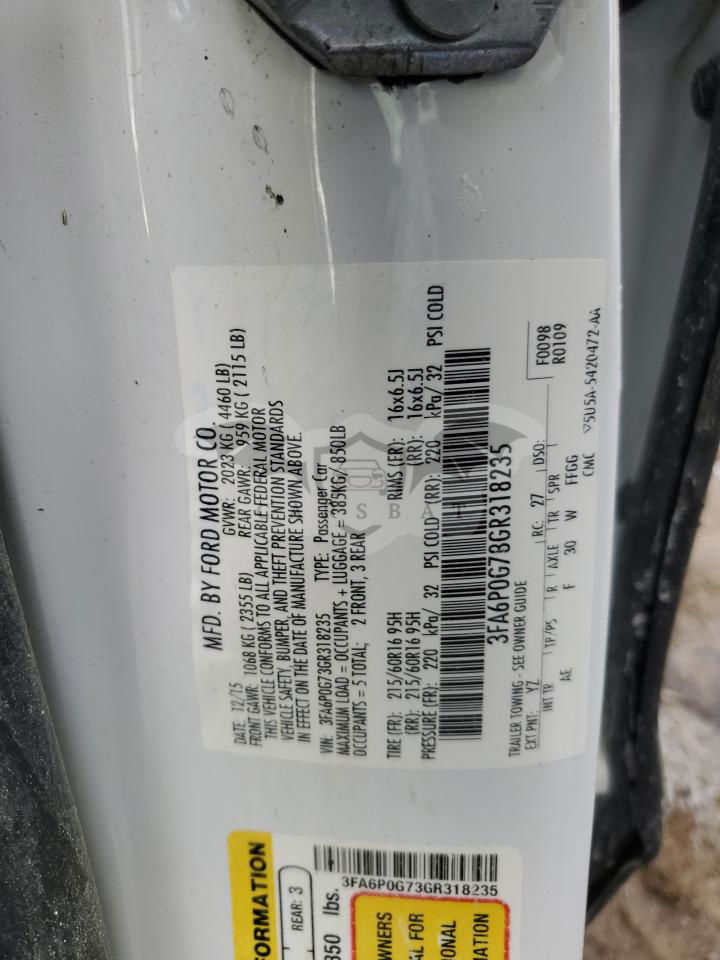 MFD. BY FORD MOTOR CO.
DATE: 12/15 GVWR: 2023 KG ( 4460 LB)
FRONT GAWR: 1068 KG ( 2355 LB) REAR GAWR: 959 KG ( 2115 LB)
THIS VEHICLE CONFORMS TO ALL APPLICABLE FEDERAL MOTOR
VEHICLE SAFETY, BUMPER, AND THEFT PREVENTION STANDARDS
IN EFFECT ON THE DATE OF MANUFACTURE SHOWN ABOVE.
VIN: 3FA6P0G73GR318235 TYPE: Passenger Car
MAXIMUM LOAD = OCCUPANTS + LUGGAGE = 385KG/ 850LB
OCCUPANTS = 5 TOTAL; 2 FRONT, 3 REAR
TIRE (FR): 215/60R16 95H RIMS (FR): 16x6.5J
(RR): 215/60R16 95H (RR): 16x6.5J
PRESSURE (FR): 220 kPa/ 32 PSI COLD (RR): 220 kPa/ 32 PSI COLD
3FA6P0G73GR318235
TRAILER TOWING - SEE OWNER GUIDE
EXT PNT: YZ RC: 27 DSO: F0098
R0109
INT TR TP/PS R AXLE TR SPR
AE F 30 W FFGG
CMC ▽5U5A-5420472-AA
SBAT
FORMATION
REAR: 3
350 lbs.
3FA6P0G73GR318235
OWNERS
AL FOR
IONAL
MATION